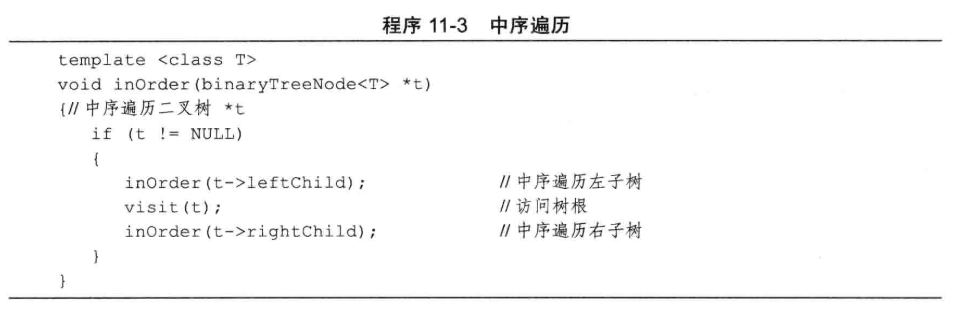 程序 11-3 中序遍历
template <class T>
void inOrder(binaryTreeNode<T> *t)
{// 中序遍历二叉树 *t
if (t != NULL)
{
inOrder(t->leftChild); // 中序遍历左子树
visit(t); // 访问树根
inOrder(t->rightChild); // 中序遍历右子树
}
}